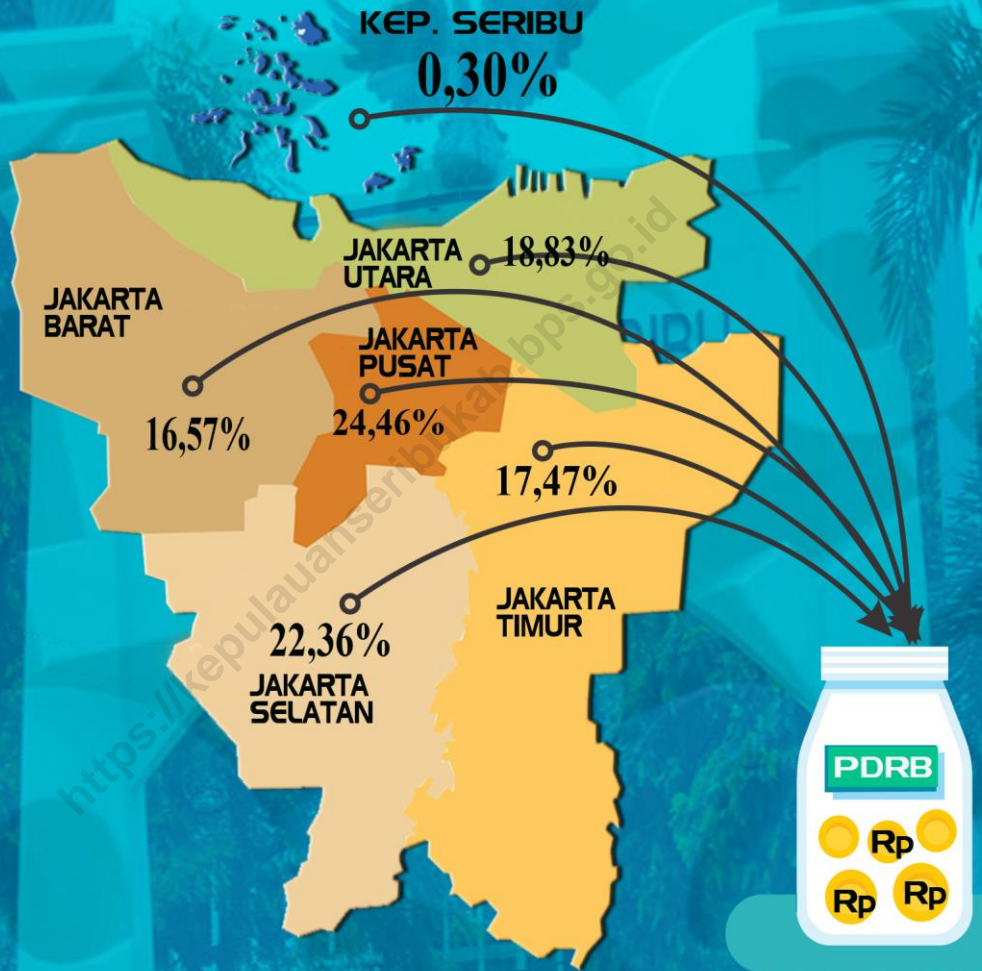 KEP. SERIBU
0,30%
JAKARTA
UTARA
18,83%
JAKARTA
BARAT
16,57%
JAKARTA
PUSAT
24,46%
17,47%
JAKARTA
TIMUR
22,36%
JAKARTA
SELATAN
PDRB
Rp
Rp
Rp
https://kepulauanseribukab.bps.go.id